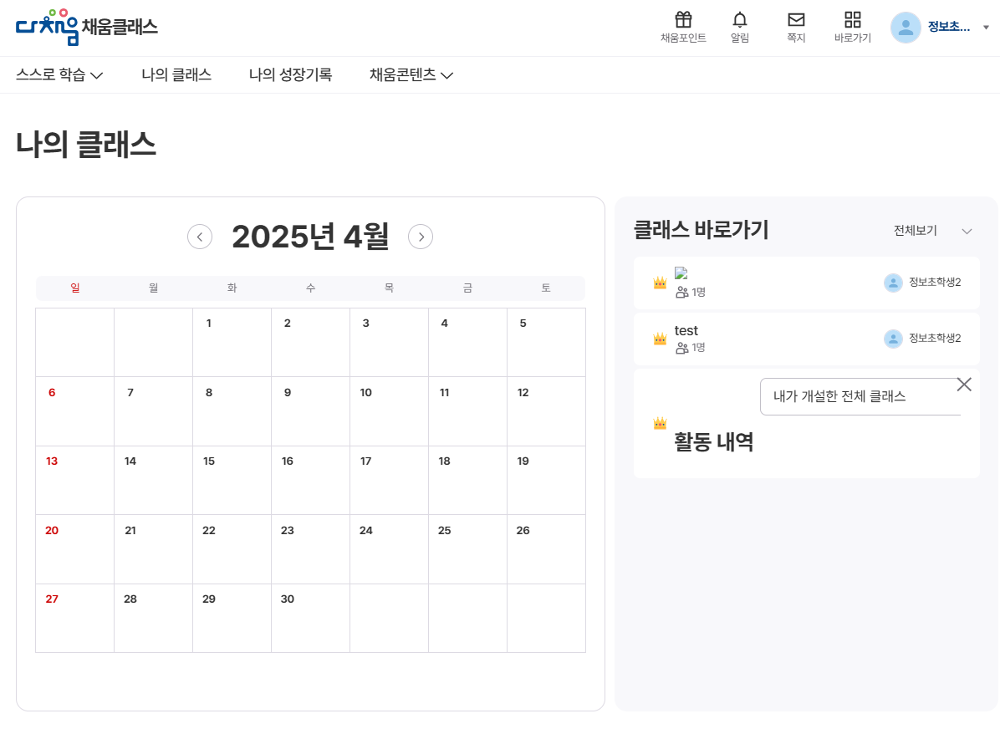 다채움 채움클래스
채움포인트
알림
쪽지
바로가기
정보초...
스스로 학습
나의 클래스
나의 성장기록
채움콘텐츠
나의 클래스
2025년 4월
일 월 화 수 목 금 토
1 2 3 4 5
6 7 8 9 10 11 12
13 14 15 16 17 18 19
20 21 22 23 24 25 26
27 28 29 30
클래스 바로가기
전체보기
1명
정보초학생2
test
1명
정보초학생2
내가 개설한 전체 클래스
활동 내역